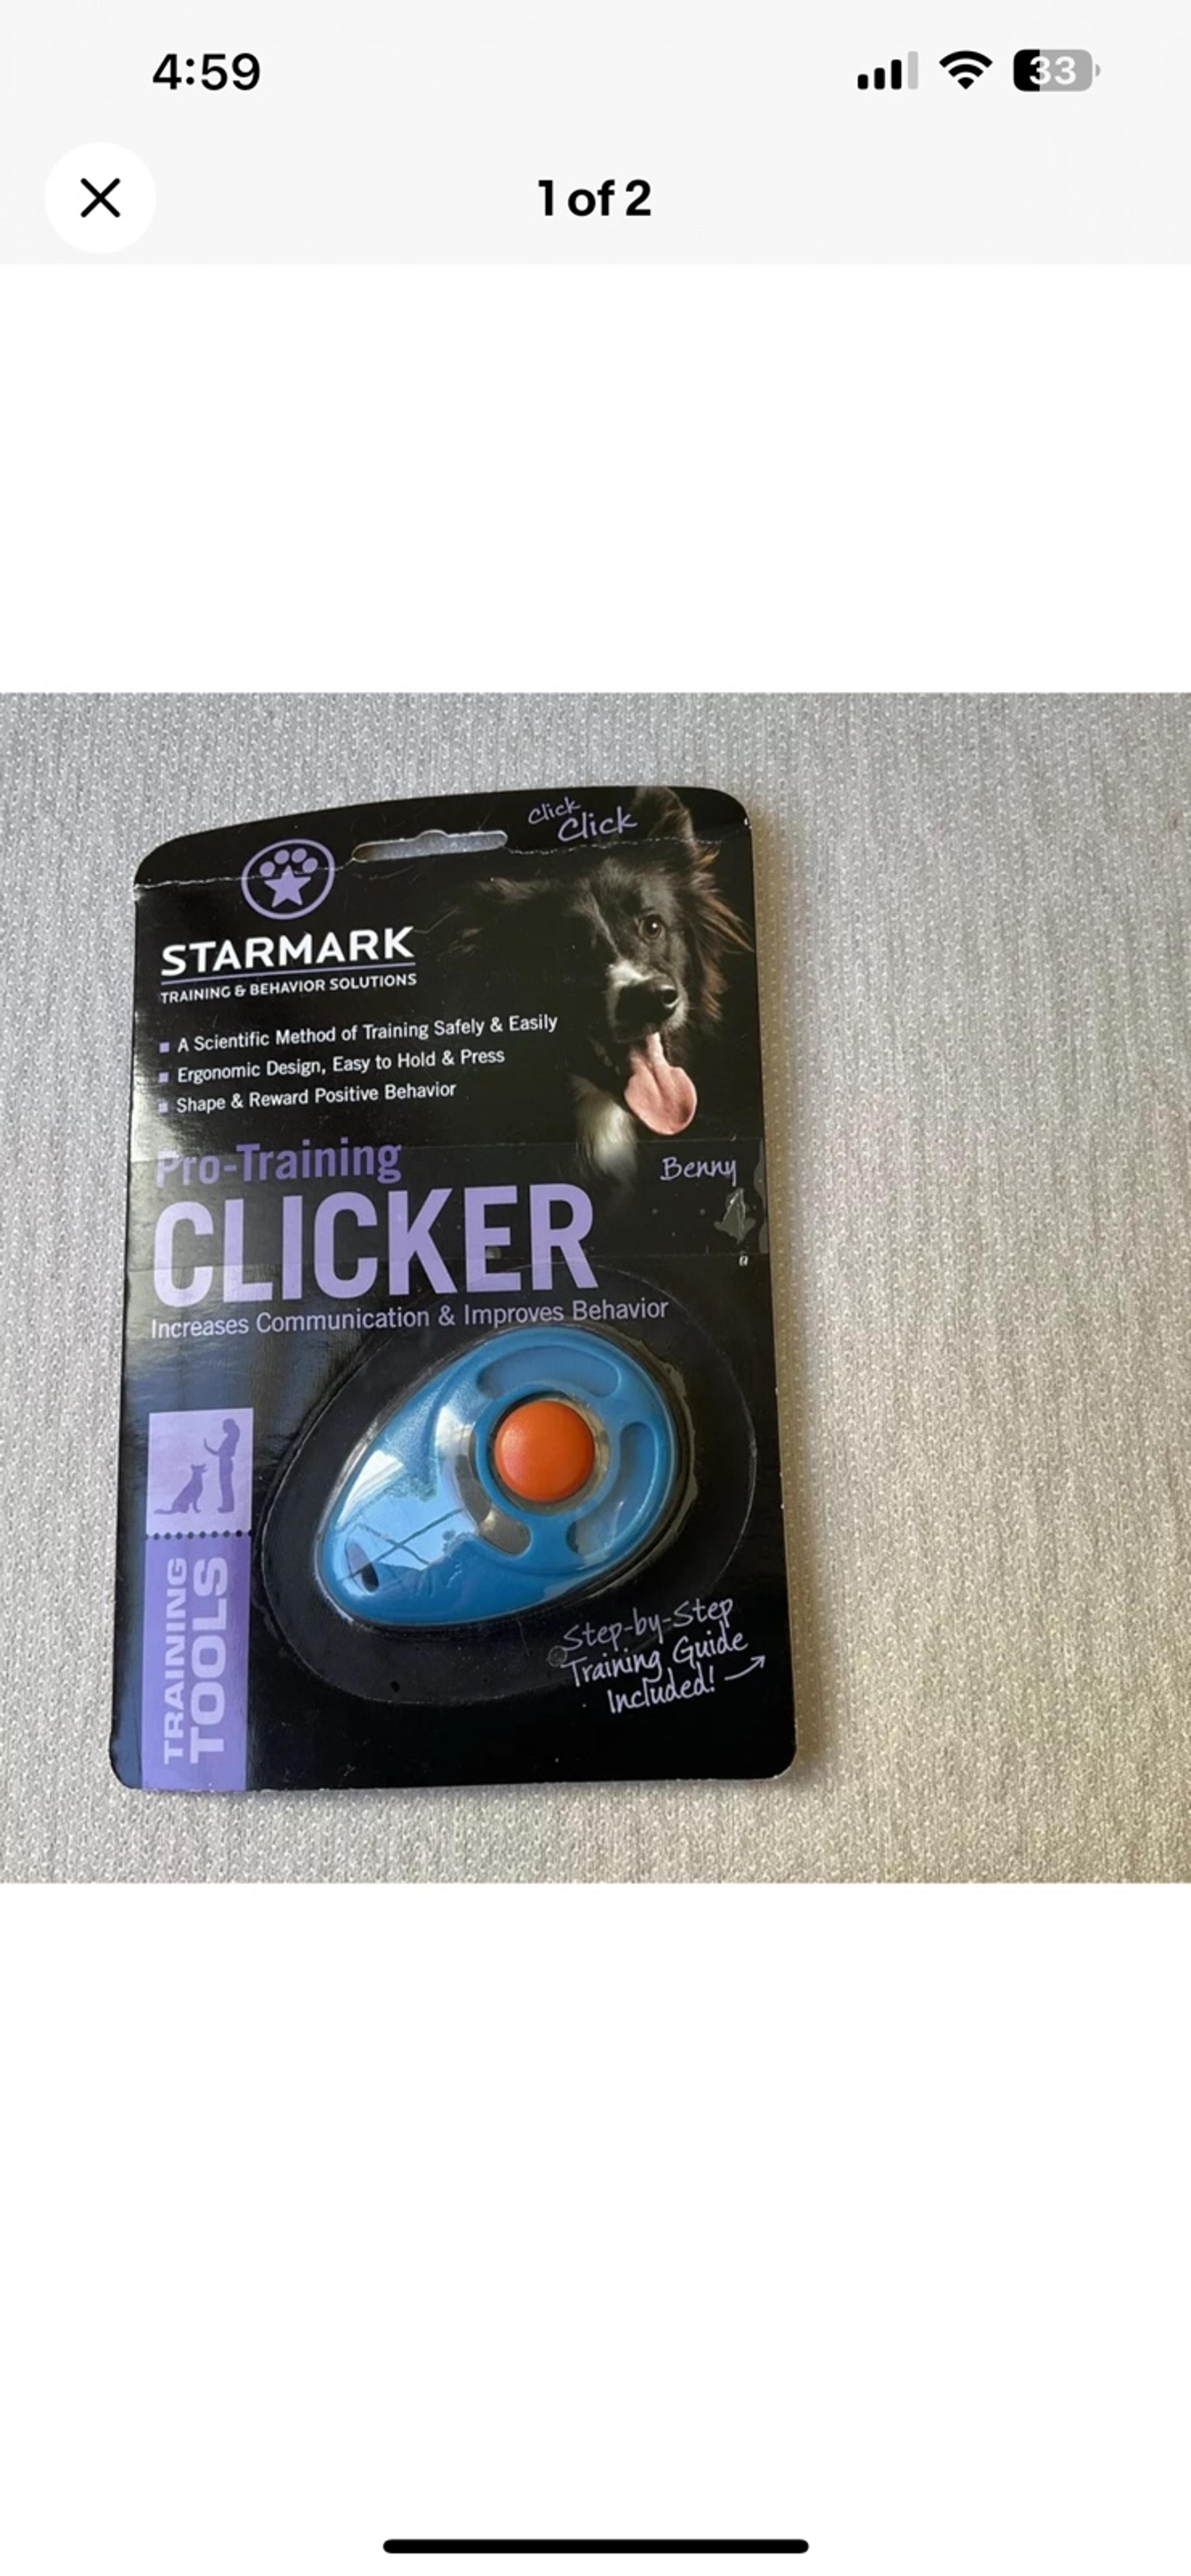 4:59
33
1 of 2
Click
Click
STARMARK
TRAINING & BEHAVIOR SOLUTIONS
A Scientific Method of Training Safely & Easily
Ergonomic Design, Easy to Hold & Press
Shape & Reward Positive Behavior
Pro-Training
Benny
CLICKER
Increases Communication & Improves Behavior
TRAINING
TOOLS
Step-by-Step
Training Guide
Included!